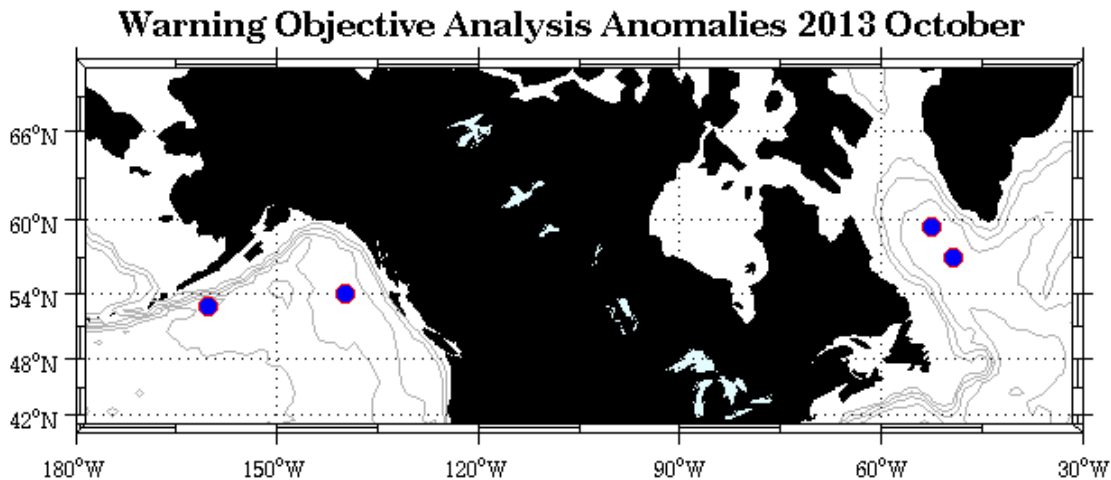 Warning Objective Analysis Anomalies 2013 October
66°N
60°N
54°N
48°N
42°N
180°W 150°W 120°W 90°W 60°W 30°W